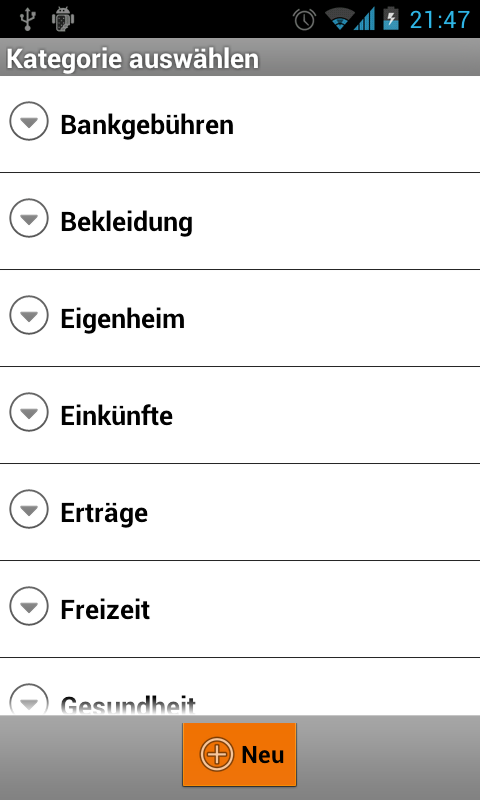 21:47
Kategorie auswählen
Bankgebühren
Bekleidung
Eigenheim
Einkünfte
Erträge
Freizeit
Gesundheit
Neu